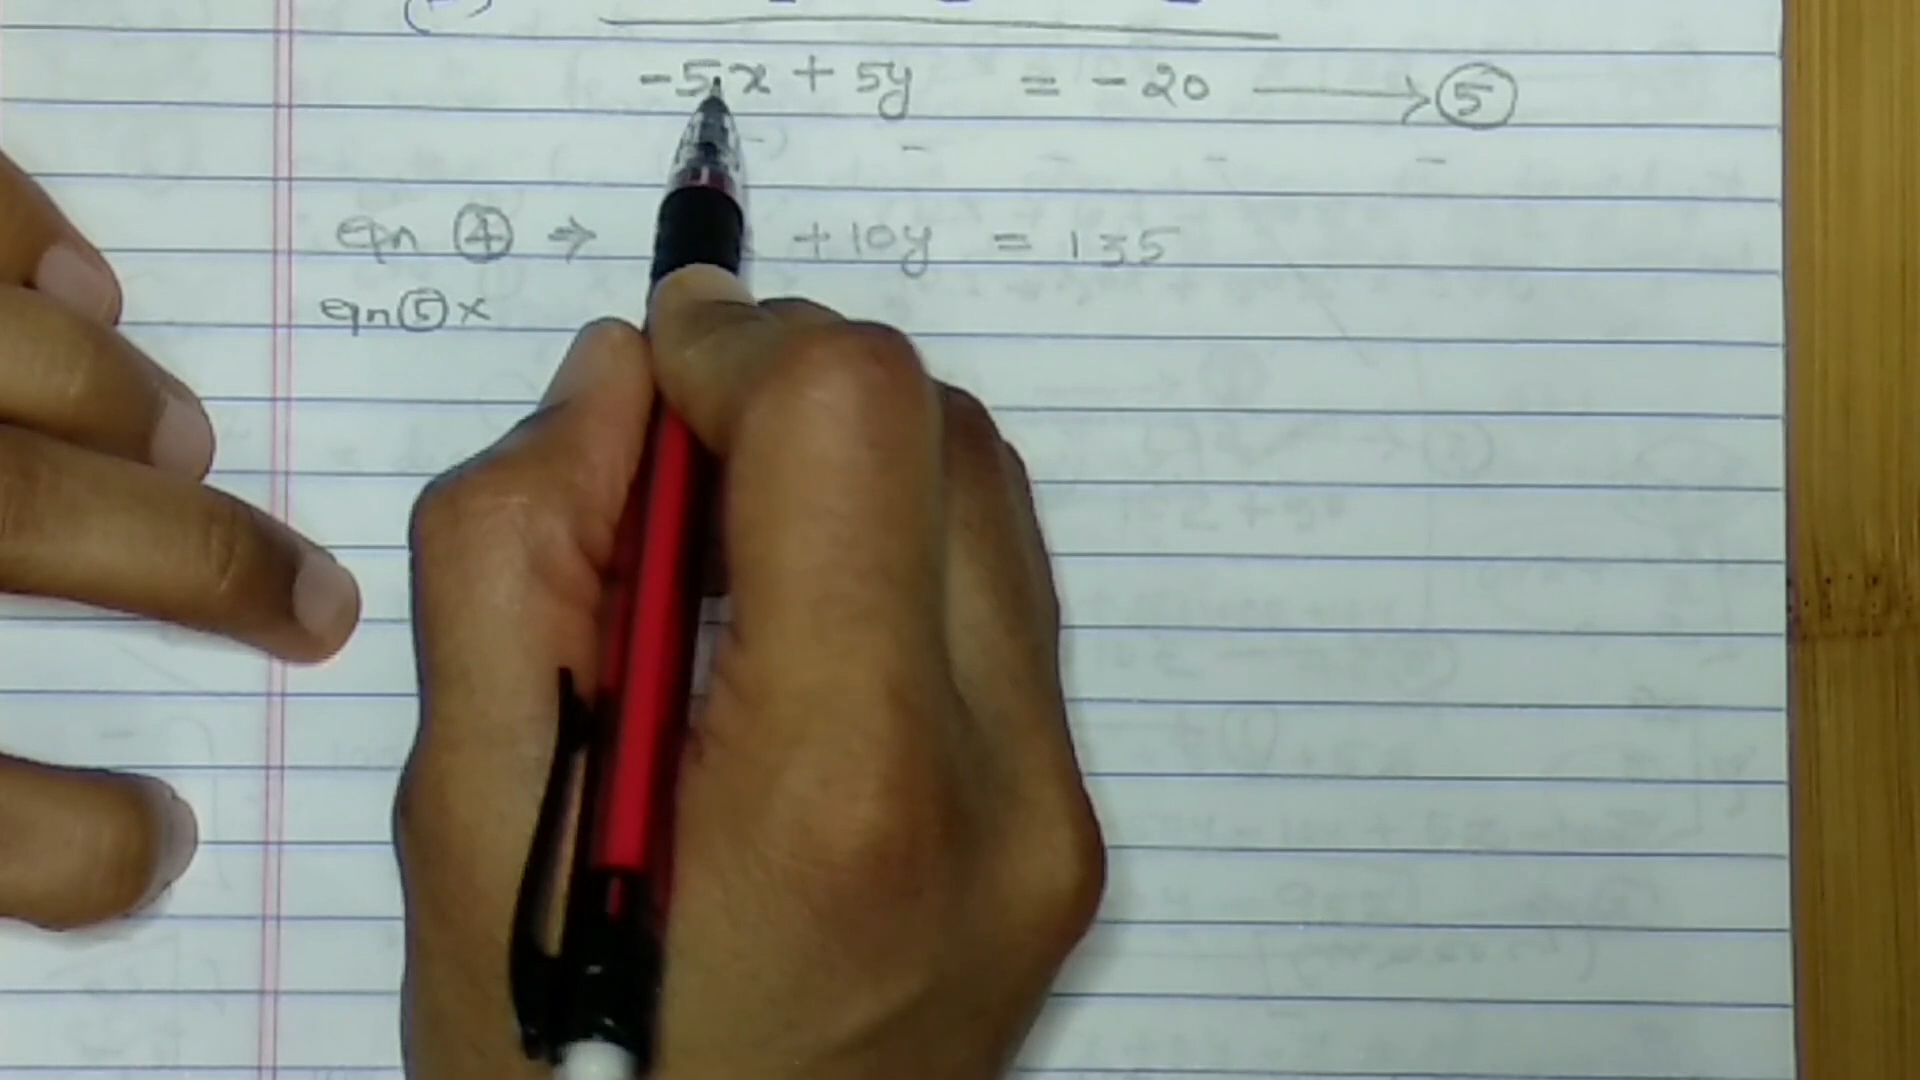 -5x + 5y = -20 ⟶ ⑤
eqn ④ ⇒ +10y = 135
eqn ⑤ x